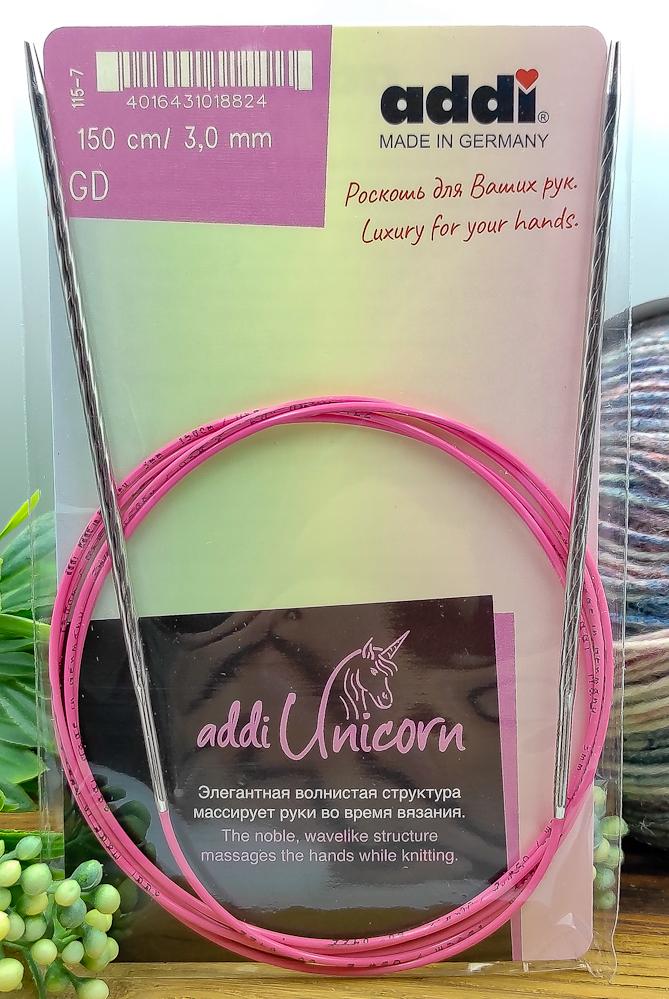 115-7
4016431018824
150 cm/ 3,0 mm
GD
addi®
MADE IN GERMANY
Роскошь для Ваших рук.
Luxury for your hands.
addi Unicorn
Элегантная волнистая структура
массирует руки во время вязания.
The noble, wavelike structure
massages the hands while knitting.